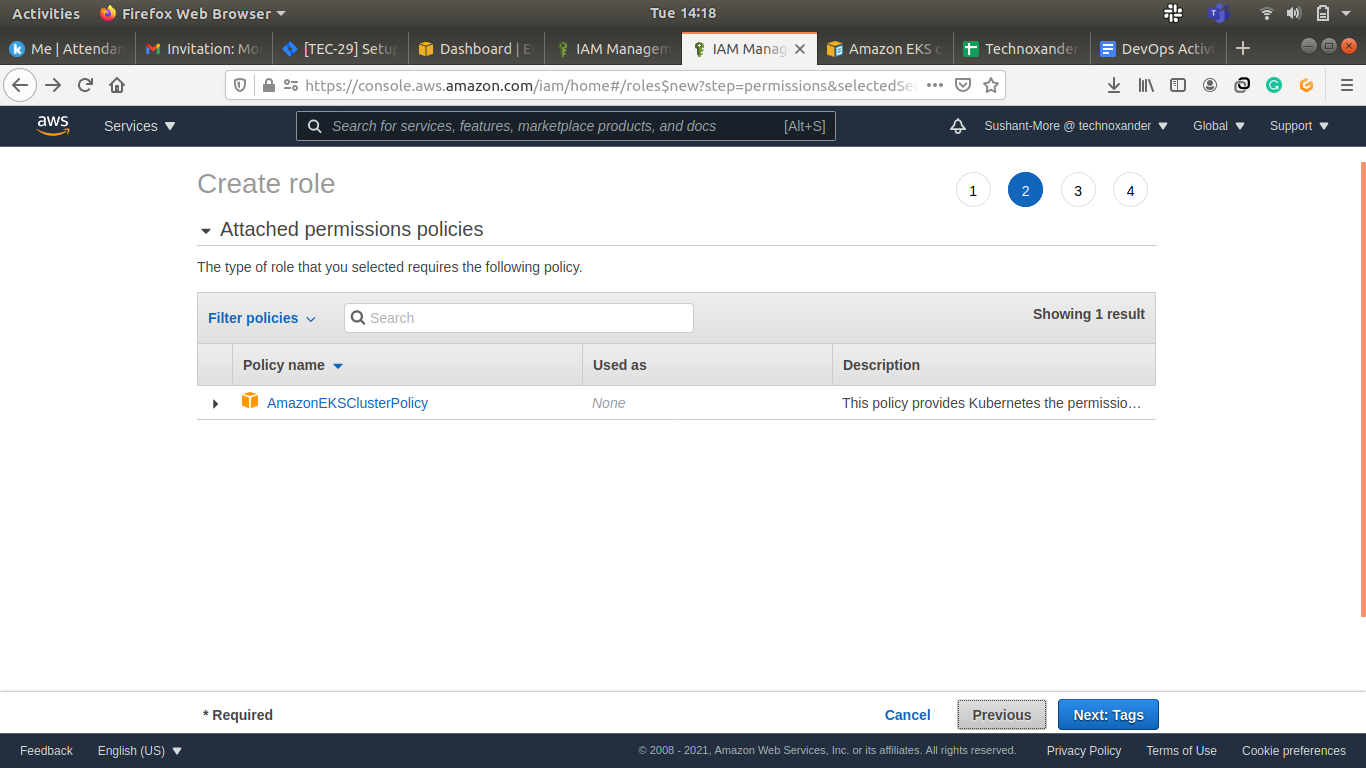 Activities Firefox Web Browser Tue 14:18
Me | Attendan Invitation: Mo [TEC-29] Setup Dashboard | E IAM Managem IAM Manag Amazon EKS c Technoxander DevOps Activi
https://console.aws.amazon.com/iam/home#/roles$new?step=permissions&selectedSe
aws Services Search for services, features, marketplace products, and docs [Alt+S] Sushant-More @ technoxander Global Support
Create role 1 2 3 4
Attached permissions policies
The type of role that you selected requires the following policy.
Filter policies Search Showing 1 result
Policy name Used as Description
AmazonEKSClusterPolicy None This policy provides Kubernetes the permissio…
* Required Cancel Previous Next: Tags
Feedback English (US) © 2008 - 2021, Amazon Web Services, Inc. or its affiliates. All rights reserved. Privacy Policy Terms of Use Cookie preferences